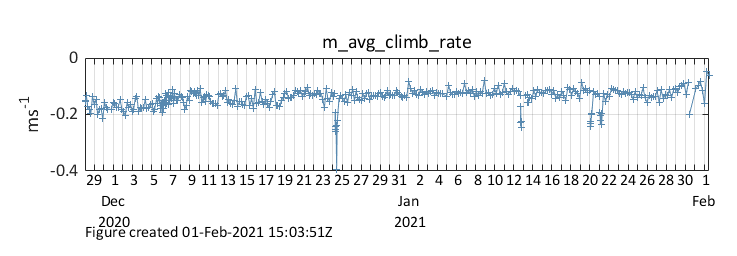 m_avg_climb_rate
0
-0.2
-0.4
ms-1
29 1 3 5 7 9 11 13 15 17 19 21 23 25 27 29 31 2 4 6 8 10 12 14 16 18 20 22 24 26 28 30 1
Dec Jan Feb
2020 2021
Figure created 01-Feb-2021 15:03:51Z